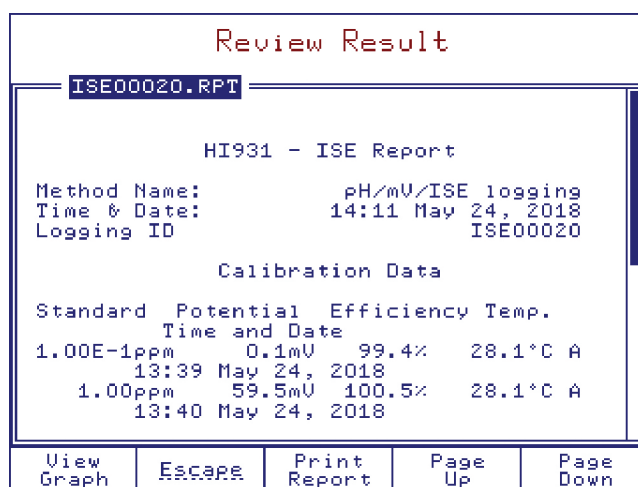 Review Result
ISE00020.RPT
HI931 - ISE Report
Method Name: pH/mV/ISE logging
Time & Date: 14:11 May 24, 2018
Logging ID ISE00020
Calibration Data
Standard Potential Efficiency Temp.
Time and Date
1.00E-1ppm 0.1mV 99.4% 28.1°C A
13:39 May 24, 2018
1.00ppm 59.5mV 100.5% 28.1°C A
13:40 May 24, 2018
View Graph Escape Print Report Page Up Page Down